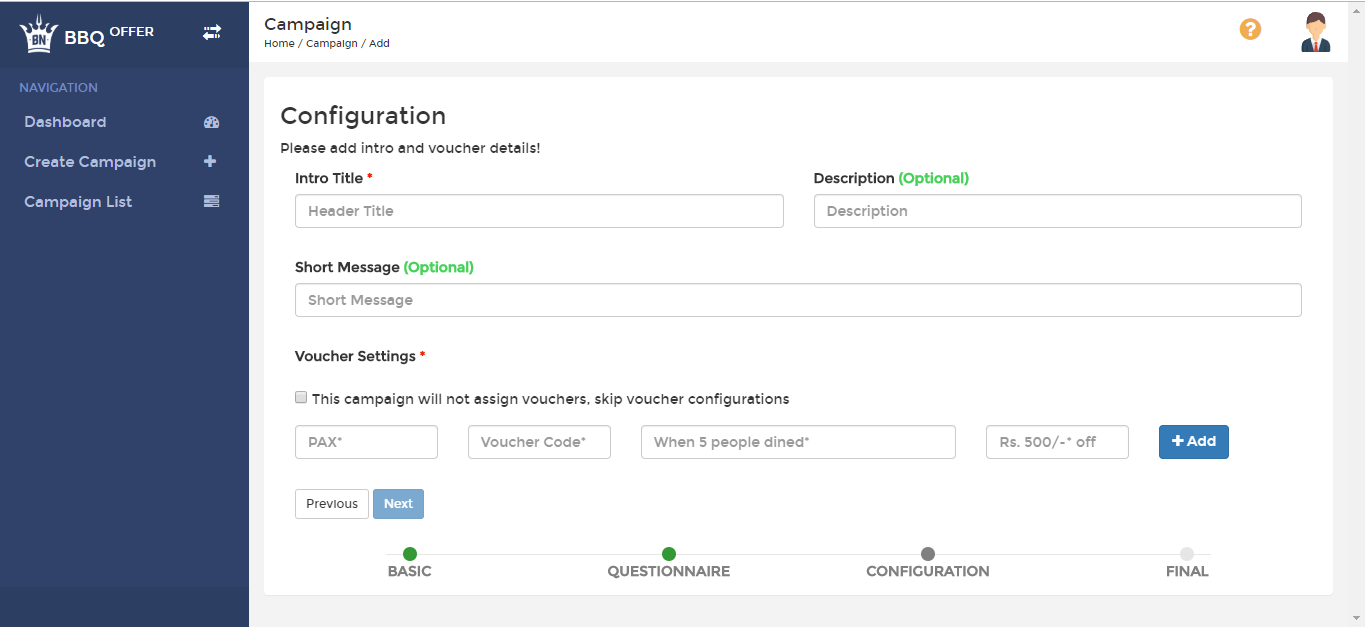 BN BBQ OFFER
Campaign
Home / Campaign / Add
?
NAVIGATION
Dashboard
Create Campaign
Campaign List
Configuration
Please add intro and voucher details!
Intro Title *
Description (Optional)
Header Title
Description
Short Message (Optional)
Short Message
Voucher Settings *
This campaign will not assign vouchers, skip voucher configurations
PAX* Voucher Code* When 5 people dined* Rs. 500/-* off + Add
Previous Next
BASIC QUESTIONNAIRE CONFIGURATION FINAL